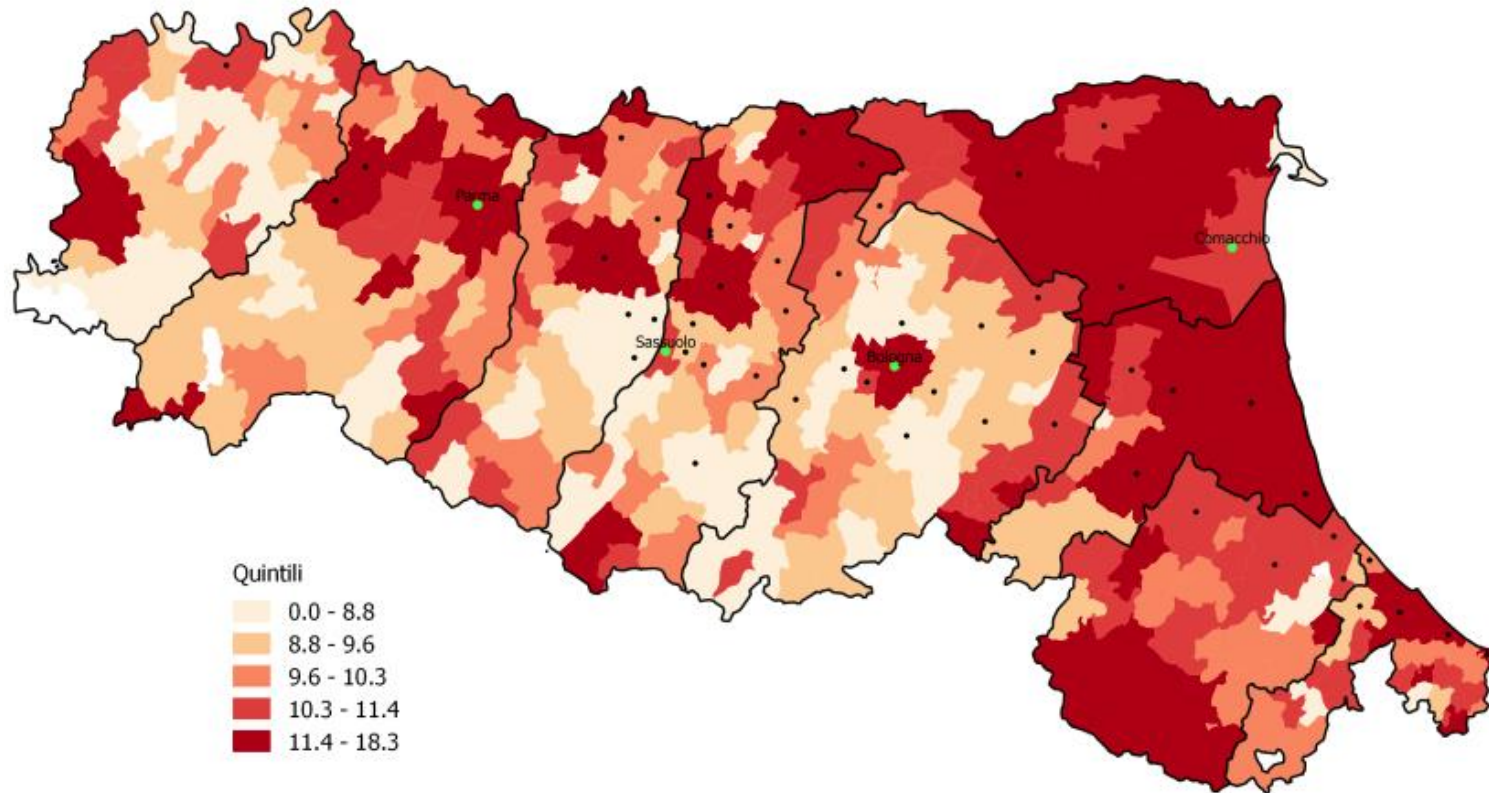 Parma
Comacchio
Sassuolo
Bologna
Quintili
0.0 - 8.8
8.8 - 9.6
9.6 - 10.3
10.3 - 11.4
11.4 - 18.3